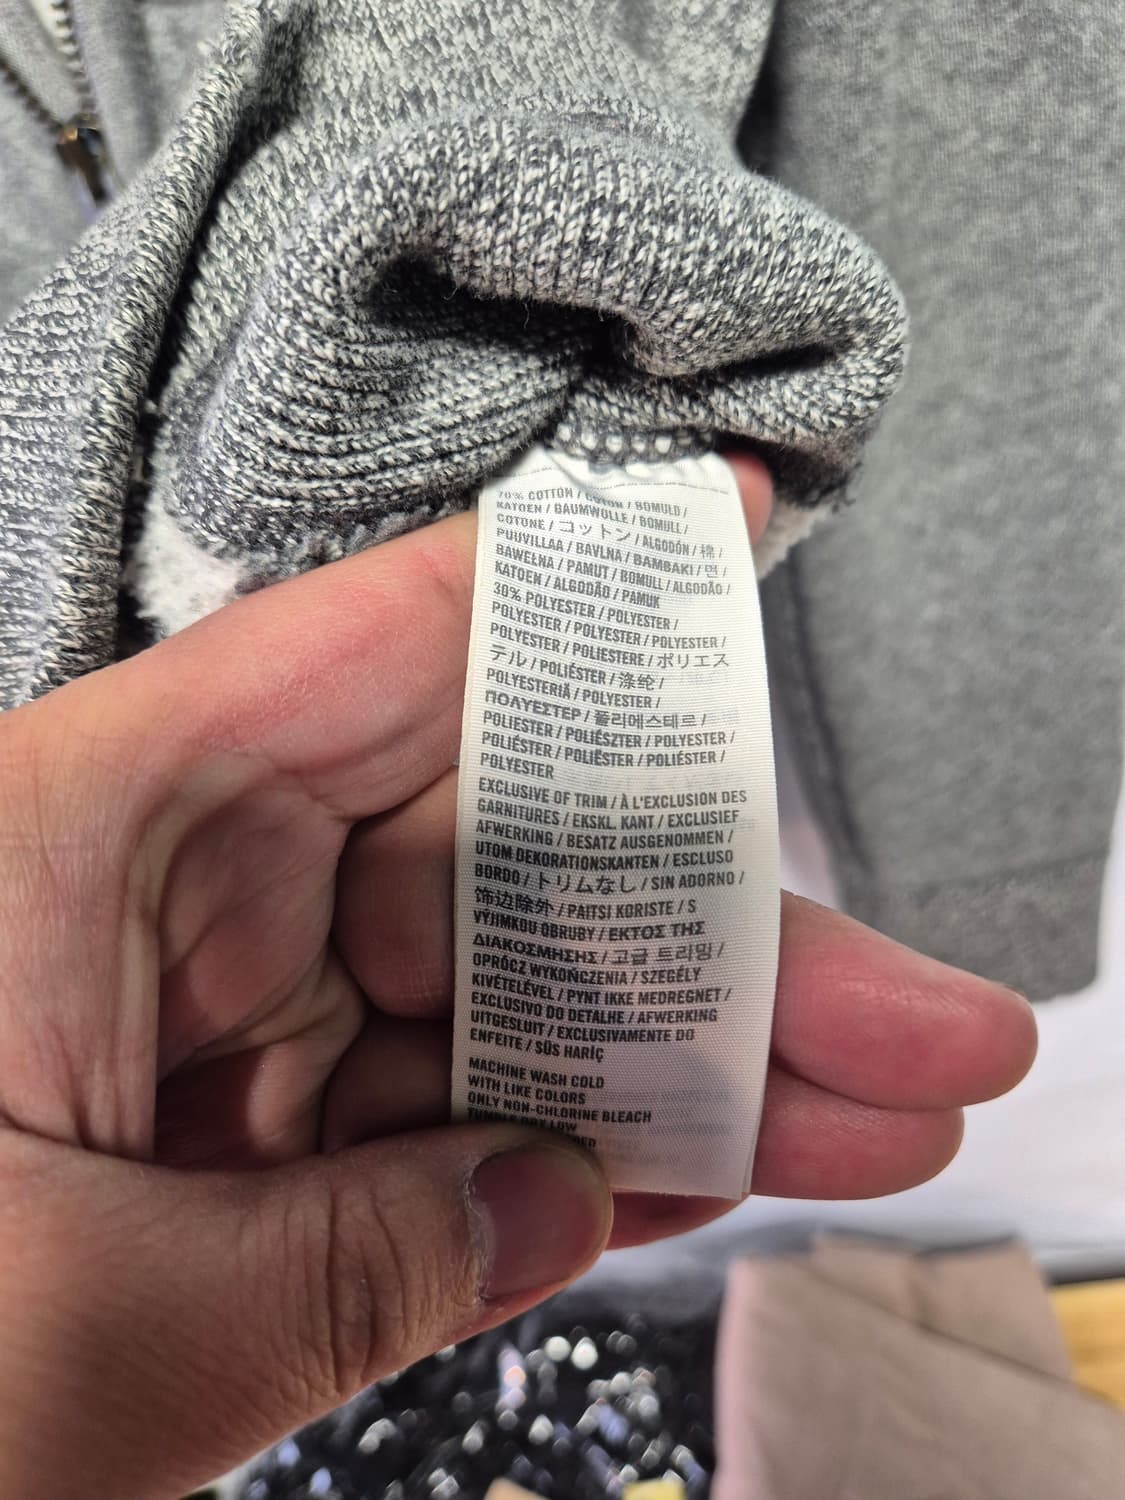 70% COTTON / COTON / BOMULD /
KATOEN / BAUMWOLLE / BOMULL /
COTONE / コットン / ALGODÓN / 棉 /
PUUVILLAA / BAVLNA / BAMBAKI / 면 /
BAWEŁNA / PAMUT / BOMULL / ALGODÃO /
KATOEN / ALGODÃO / PAMUK
30% POLYESTER / POLYESTER /
POLYESTER / POLYESTER / POLYESTER /
POLYESTER / POLIESTERE / ポリエス
テル / POLIÉSTER / 涤纶 /
POLYESTERIÄ / POLYESTER /
ΠΟΛΥΕΣΤΕΡ / 폴리에스테르 /
POLIESTER / POLIÉSZTER / POLYESTER /
POLIÉSTER / POLIËSTER / POLIÉSTER /
POLYESTER
EXCLUSIVE OF TRIM / À L'EXCLUSION DES
GARNITURES / EKSKL. KANT / EXCLUSIEF
AFWERKING / BESATZ AUSGENOMMEN /
UTOM DEKORATIONSKANTEN / ESCLUSO
BORDO / トリムなし / SIN ADORNO /
饰边除外 / PAITSI KORISTE / S
VÝJIMKOU OBRUBY / ΕΚΤΟΣ ΤΗΣ
ΔΙΑΚΟΣΜΗΣΗΣ / 고급 트리밍 /
OPRÓCZ WYKOŃCZENIA / SZEGÉLY
KIVÉTELÉVEL / PYNT IKKE MEDREGNET /
EXCLUSIVO DO DETALHE / AFWERKING
UITGESLUIT / EXCLUSIVAMENTE DO
ENFEITE / SÜS HARİÇ
MACHINE WASH COLD
WITH LIKE COLORS
ONLY NON-CHLORINE BLEACH
TUMBLE DRY LOW